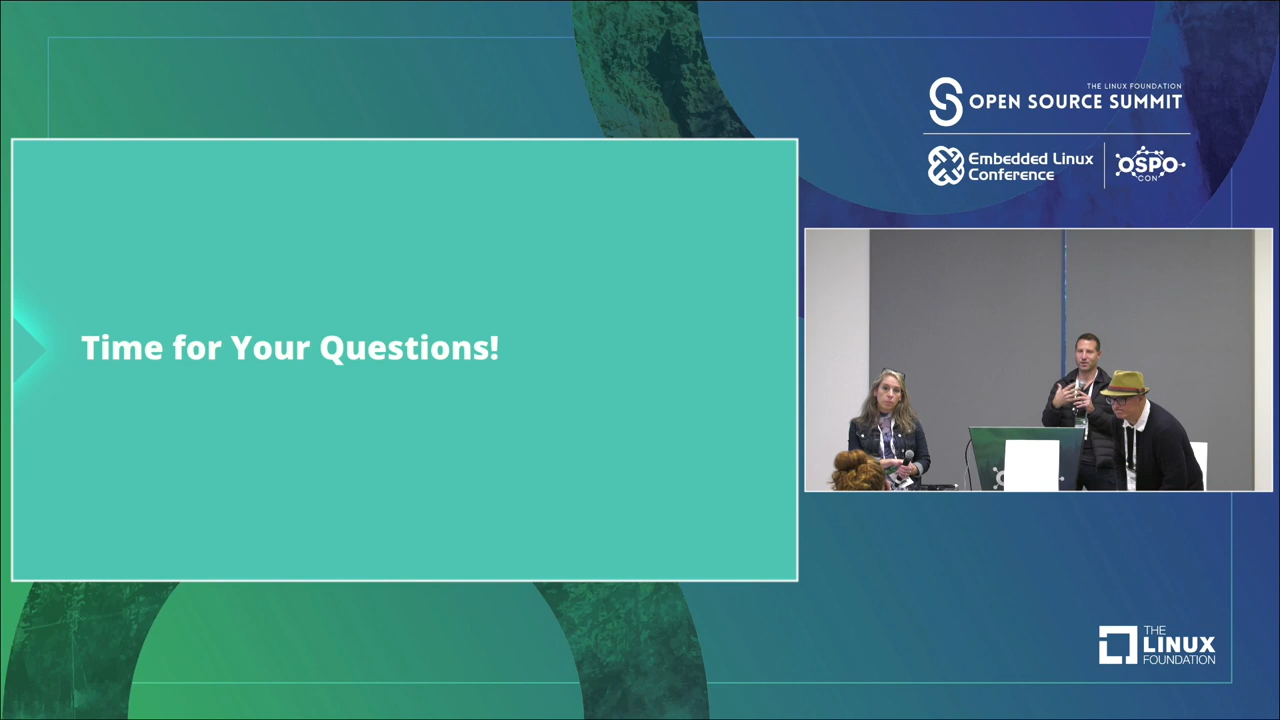 THE LINUX FOUNDATION
OPEN SOURCE SUMMIT
Embedded Linux
Conference
OSPO
CON
Time for Your Questions!
THE
LINUX
FOUNDATION